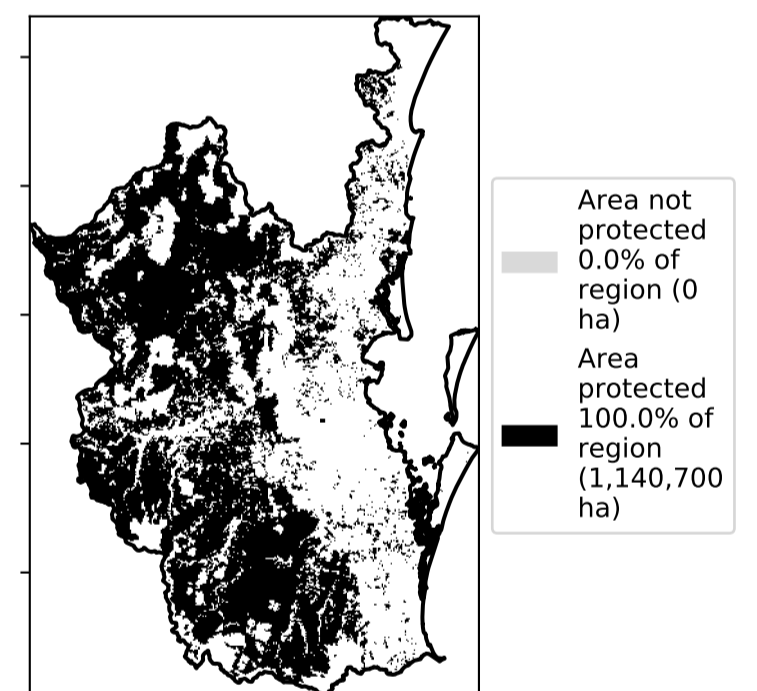 Area not
protected
0.0% of
region (0
ha)
Area
protected
100.0% of
region
(1,140,700
ha)